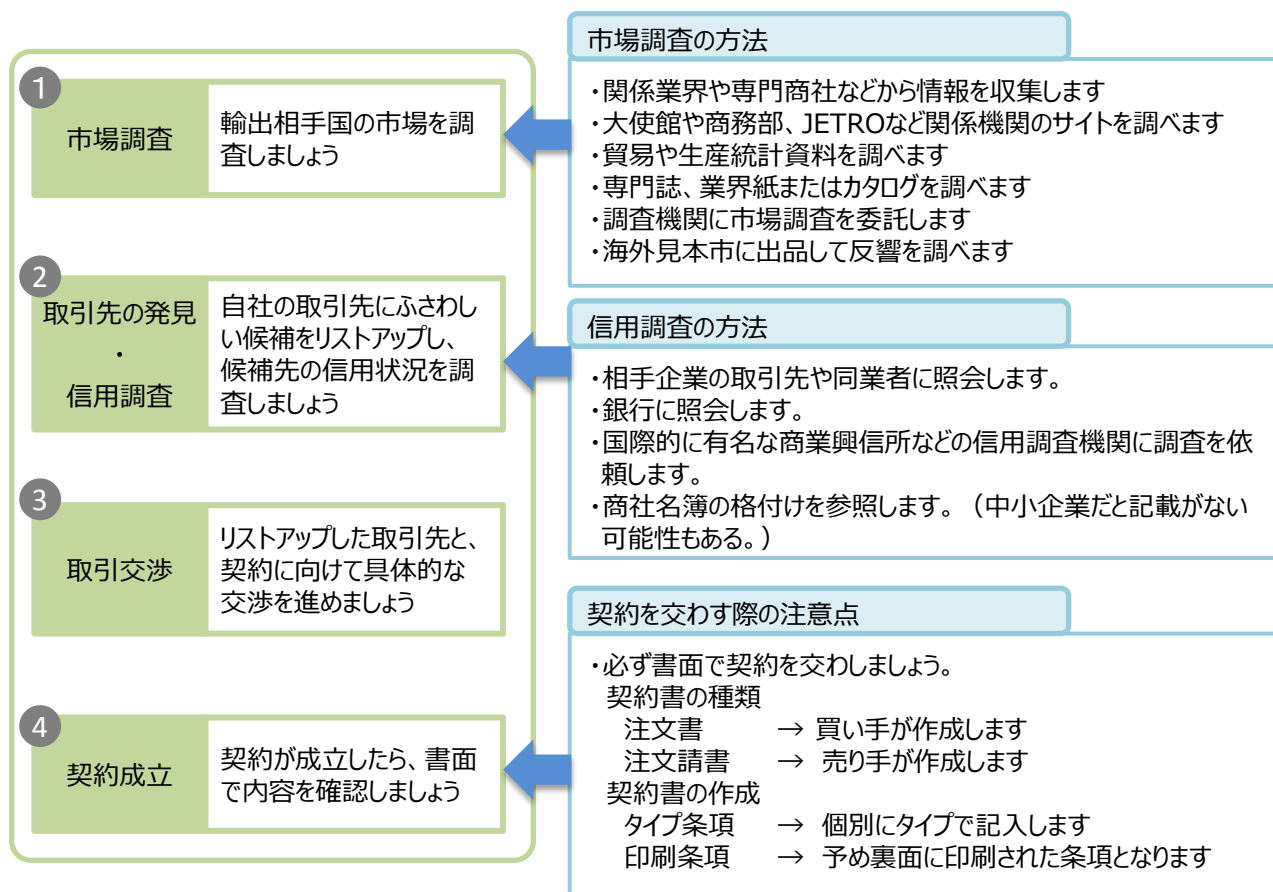 1
市場調査
輸出相手国の市場を調
査しましょう
市場調査の方法
・関係業界や専門商社などから情報を収集します
・大使館や商務部、JETROなど関係機関のサイトを調べます
・貿易や生産統計資料を調べます
・専門誌、業界紙またはカタログを調べます
・調査機関に市場調査を委託します
・海外見本市に出品して反響を調べます
2
取引先の発見
・
信用調査
自社の取引先にふさわし
い候補をリストアップし、
候補先の信用状況を調
査しましょう
信用調査の方法
・相手企業の取引先や同業者に照会します。
・銀行に照会します。
・国際的に有名な商業興信所などの信用調査機関に調査を依
頼します。
・商社名簿の格付けを参照します。（中小企業だと記載がない
可能性もある。）
3
取引交渉
リストアップした取引先と、
契約に向けて具体的な
交渉を進めましょう
4
契約成立
契約が成立したら、書面
で内容を確認しましょう
契約を交わす際の注意点
・必ず書面で契約を交わしましょう。
契約書の種類
注文書 → 買い手が作成します
注文請書 → 売り手が作成します
契約書の作成
タイプ条項 → 個別にタイプで記入します
印刷条項 → 予め裏面に印刷された条項となります